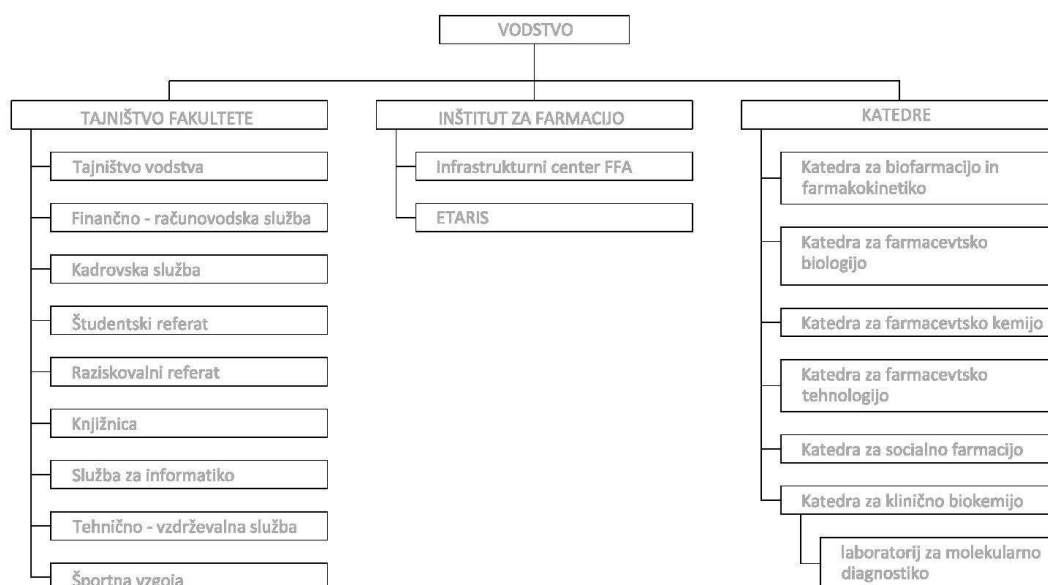 VODSTVO
TAJNIŠTVO FAKULTETE
Tajništvo vodstva
Finančno - računovodska služba
Kadrovska služba
Študentski referat
Raziskovalni referat
Knjižnica
Služba za informatiko
Tehnično - vzdrževalna služba
Športna vzgoja
INŠTITUT ZA FARMACIJO
Infrastrukturni center FFA
ETARIS
KATEDRE
Katedra za biofarmacijo in
farmakokinetiko
Katedra za farmacevtsko
biologijo
Katedra za farmacevtsko kemijo
Katedra za farmacevtsko
tehnologijo
Katedra za socialno farmacijo
Katedra za klinično biokemijo
laboratorij za molekularno
diagnostiko